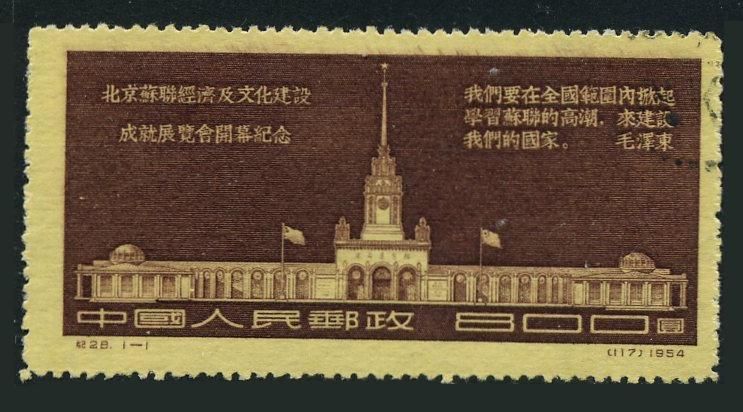 北京蘇聯經濟及文化建設
成就展覽會開幕紀念
我們要在全國範圍內掀起
學習蘇聯的高潮，來建設
我們的國家。 毛澤東
中國人民郵政 800圓
紀28. 1—1
(117) 1954